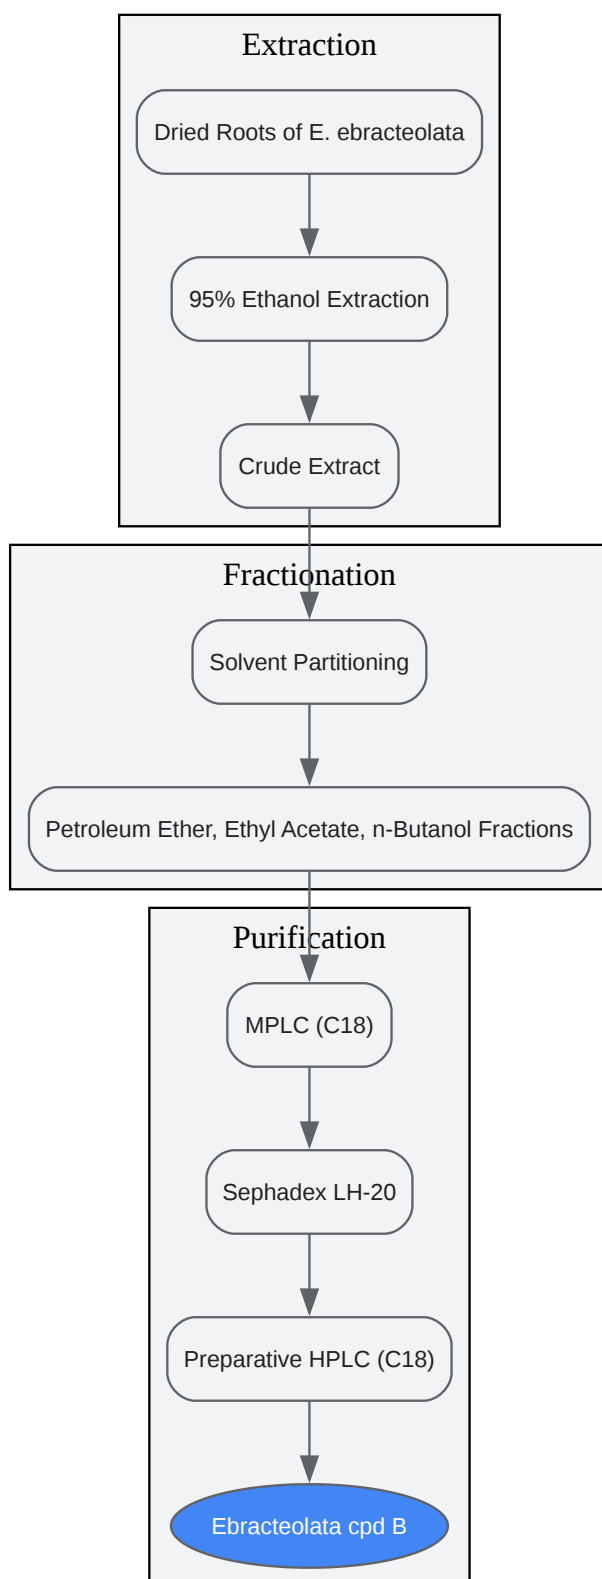 Extraction
Dried Roots of E. ebracteolata
95% Ethanol Extraction
Crude Extract
Fractionation
Solvent Partitioning
Petroleum Ether, Ethyl Acetate, n-Butanol Fractions
Purification
MPLC (C18)
Sephadex LH-20
Preparative HPLC (C18)
Ebracteolata cpd B